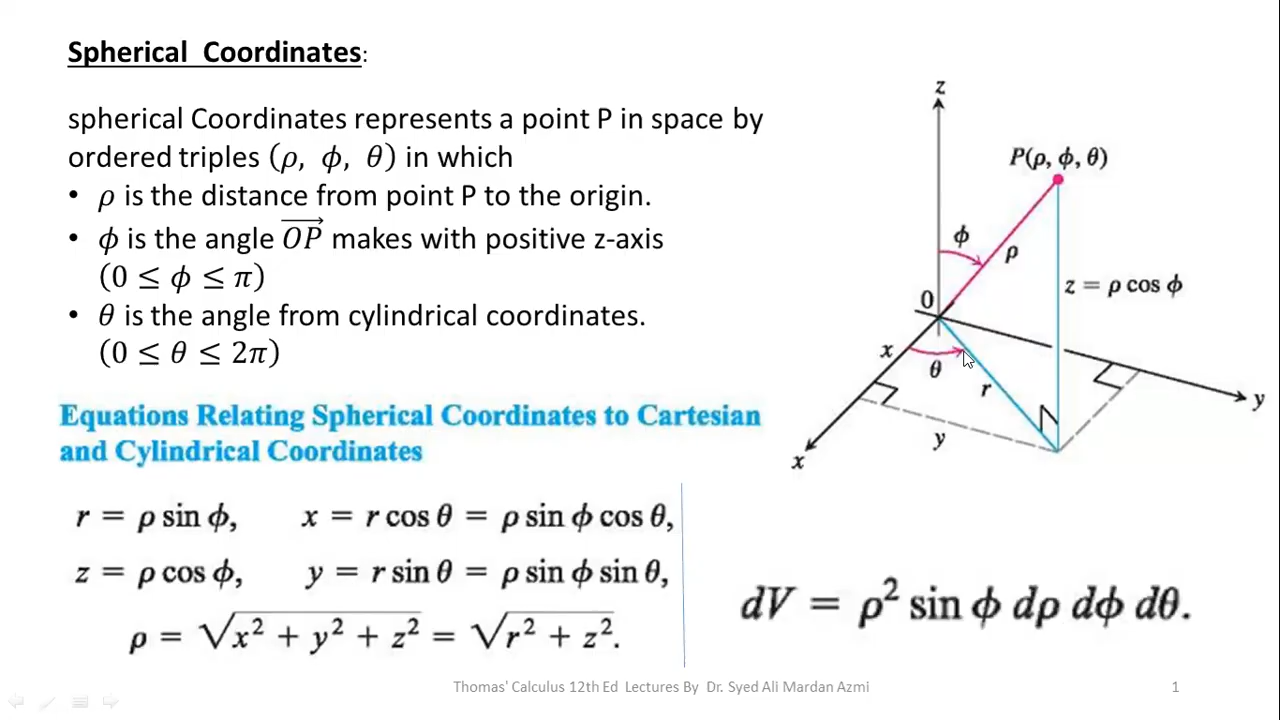 Spherical  Coordinates:
spherical Coordinates represents a point P in space by
ordered triples (ρ, ϕ, θ) in which
• ρ is the distance from point P to the origin.
• ϕ is the angle \overrightarrow{OP} makes with positive z-axis
(0 ≤ ϕ ≤ π)
• θ is the angle from cylindrical coordinates.
(0 ≤ θ ≤ 2π)
Equations Relating Spherical Coordinates to Cartesian
and Cylindrical Coordinates
r = ρ sin ϕ,   x = r cos θ = ρ sin ϕ cos θ,
z = ρ cos ϕ,   y = r sin θ = ρ sin ϕ sin θ,
ρ = √(x² + y² + z²) = √(r² + z²).
z
P(ρ, ϕ, θ)
ϕ
ρ
z = ρ cos ϕ
0
x
θ
r
y
y
x
dV = ρ² sin ϕ dρ dϕ dθ.
Thomas' Calculus 12th Ed  Lectures By  Dr. Syed Ali Mardan Azmi
1